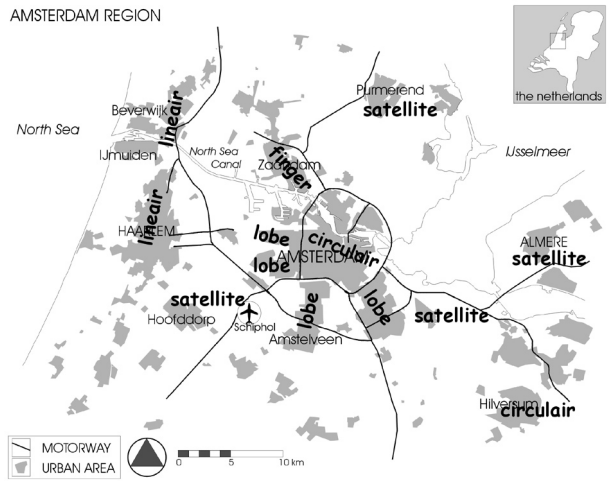 AMSTERDAM REGION
the netherlands
Purmerend
satellite
Beverwijk
lineair
North Sea
IJmuiden
North Sea
Canal
Zaandam
finger
IJsselmeer
HAARLEM
lineair
lobe
circulair
AMSTERDAM
lobe
ALMERE
satellite
satellite
Hoofddorp
Schiphol
lobe
Amstelveen
lobe
satellite
Hilversum
circulair
MOTORWAY
URBAN AREA
0 5 10 km